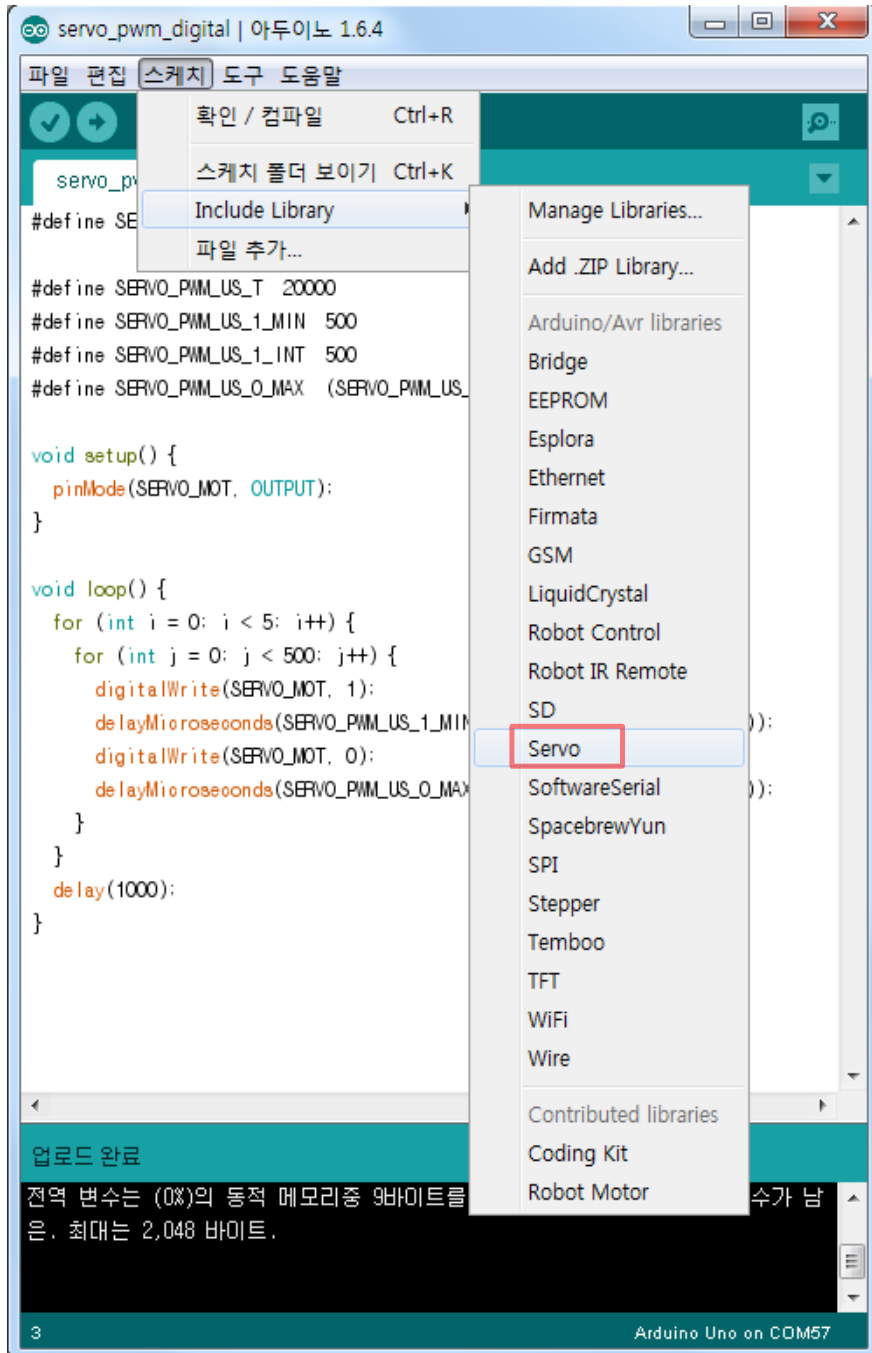 servo_pwm_digital | 아두이노 1.6.4
파일 편집 스케치 도구 도움말
확인 / 컴파일 Ctrl+R
스케치 폴더 보이기 Ctrl+K
Include Library
파일 추가...
servo_pw
Manage Libraries...
Add .ZIP Library...
Arduino/Avr libraries
Bridge
EEPROM
Esplora
Ethernet
Firmata
GSM
LiquidCrystal
Robot Control
Robot IR Remote
SD
Servo
SoftwareSerial
SpacebrewYun
SPI
Stepper
Temboo
TFT
WiFi
Wire
Contributed libraries
Coding Kit
Robot Motor
#define SE
#define SERVO_PWM_US_T 20000
#define SERVO_PWM_US_1_MIN 500
#define SERVO_PWM_US_1_INT 500
#define SERVO_PWM_US_0_MAX (SERVO_PWM_US_
void setup() {
pinMode(SERVO_MOT, OUTPUT);
}
void loop() {
for (int i = 0; i < 5; i++) {
for (int j = 0; j < 500; j++) {
digitalWrite(SERVO_MOT, 1);
delayMicroseconds(SERVO_PWM_US_1_MIN ));
digitalWrite(SERVO_MOT, 0);
delayMicroseconds(SERVO_PWM_US_0_MAX ));
}
}
delay(1000);
}
업로드 완료
전역 변수는 (0%)의 동적 메모리중 9바이트를 수가 남
은. 최대는 2,048 바이트.
3 Arduino Uno on COM57